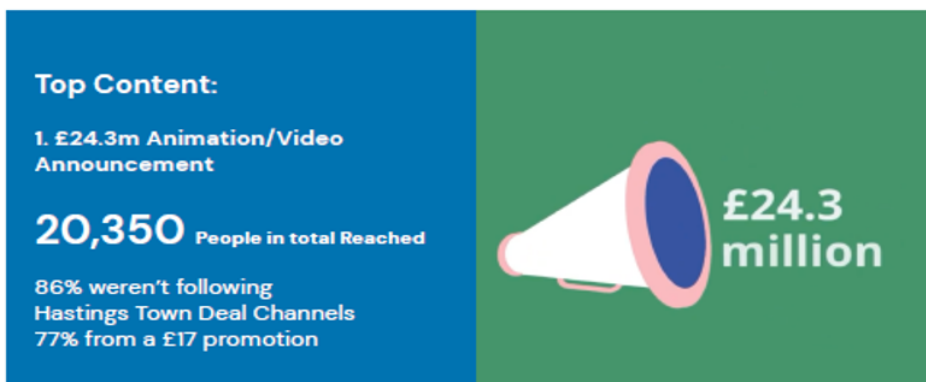 Top Content:
1. £24.3m Animation/Video
Announcement
20,350 People in total Reached
86% weren't following
Hastings Town Deal Channels
77% from a £17 promotion
£24.3
million